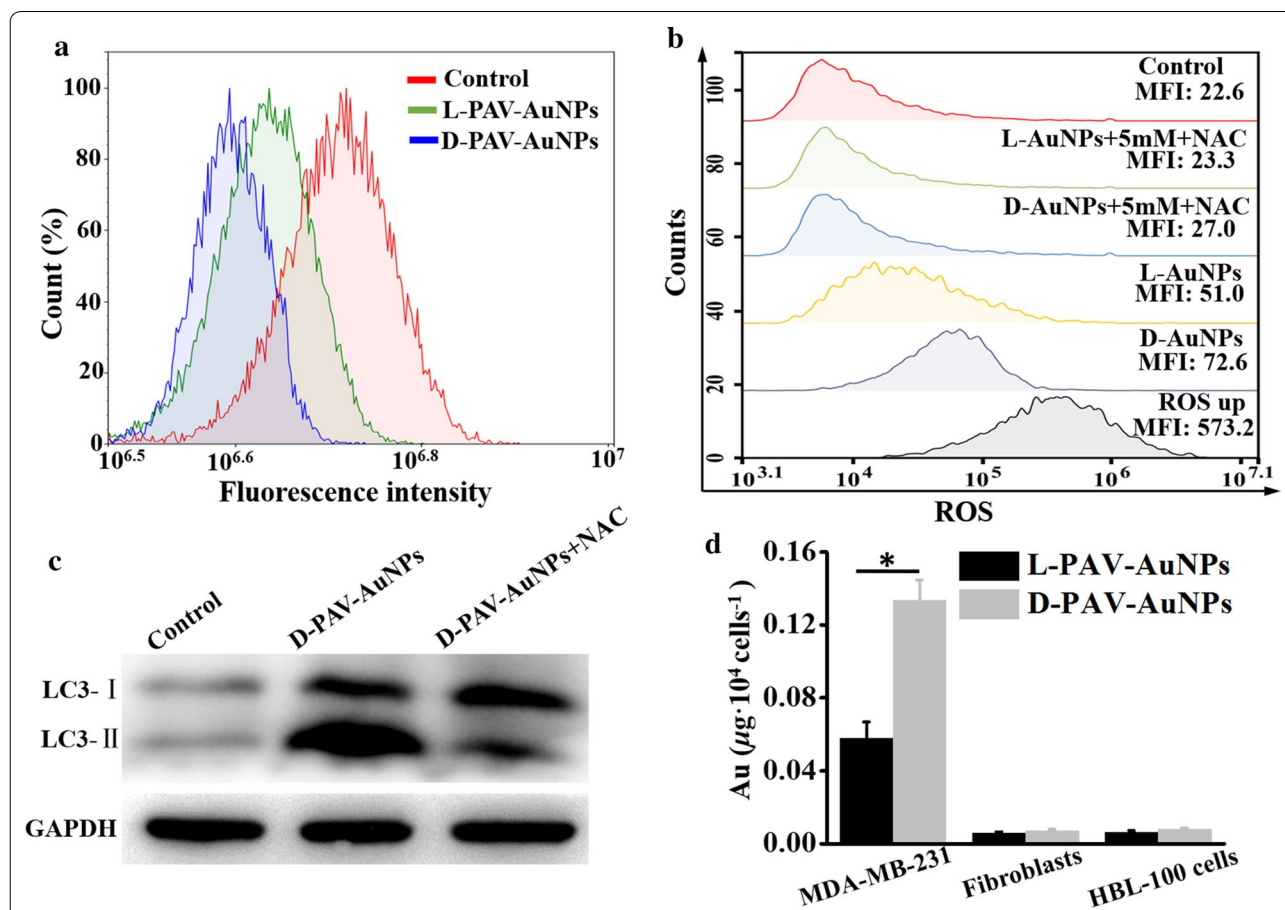 a
Control
L-PAV-AuNPs
D-PAV-AuNPs
Count (%)
100
80
60
40
20
0
10^6.5 10^6.6 10^6.8 10^7
Fluorescence intensity
b
Control
MFI: 22.6
L-AuNPs+5mM+NAC
MFI: 23.3
D-AuNPs+5mM+NAC
MFI: 27.0
L-AuNPs
MFI: 51.0
D-AuNPs
MFI: 72.6
ROS up
MFI: 573.2
Counts
100
80
60
40
20
0
10^3.1 10^4 10^5 10^6 10^7.1
ROS
c
Control D-PAV-AuNPs D-PAV-AuNPs+NAC
LC3-Ⅰ
LC3-Ⅱ
GAPDH
d
L-PAV-AuNPs
D-PAV-AuNPs
*
Au (μg·10⁴ cells⁻¹)
0.16
0.12
0.08
0.04
0.00
MDA-MB-231 Fibroblasts HBL-100 cells